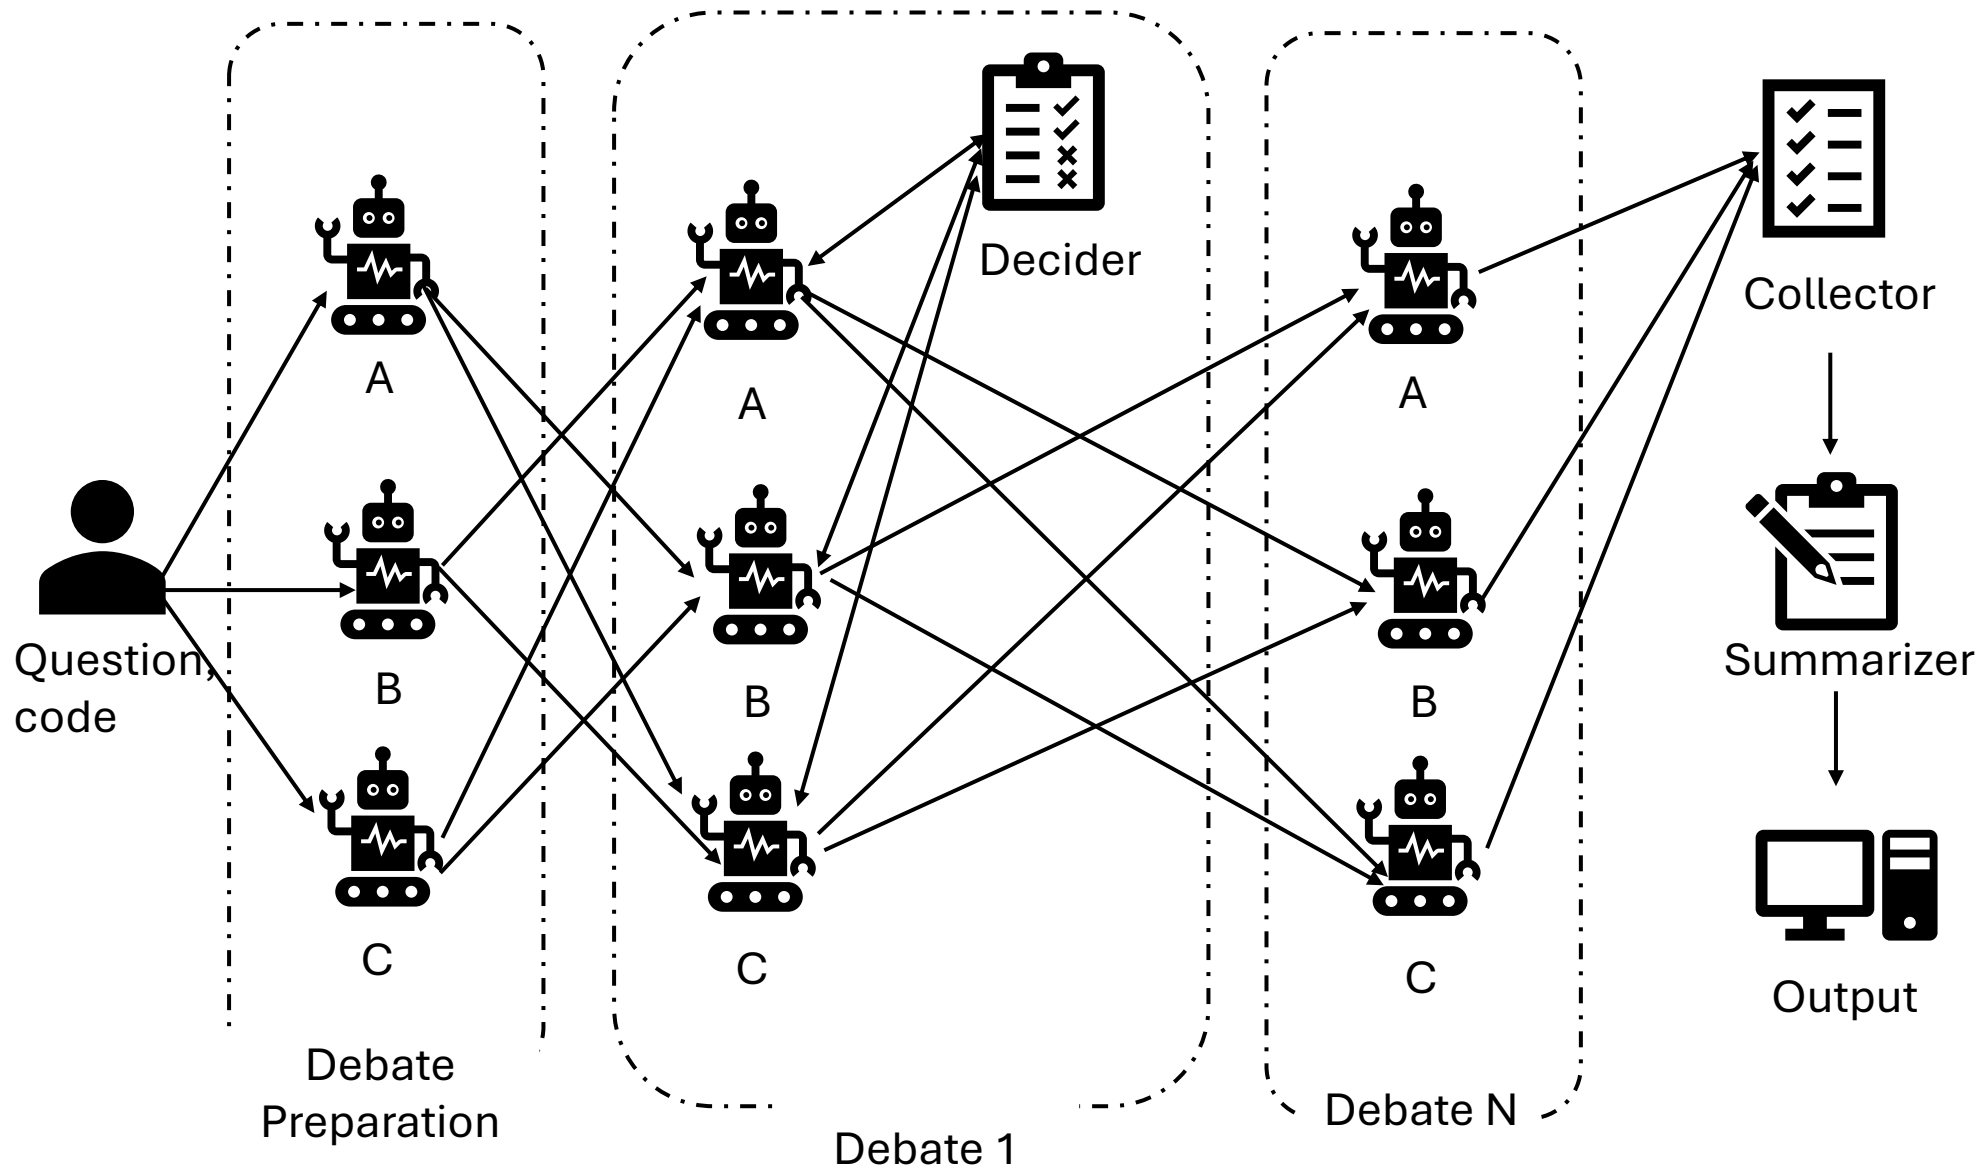 Question,
code
A
B
C
Debate
Preparation
Decider
A
B
C
Debate 1
A
B
C
Debate N
Collector
Summarizer
Output